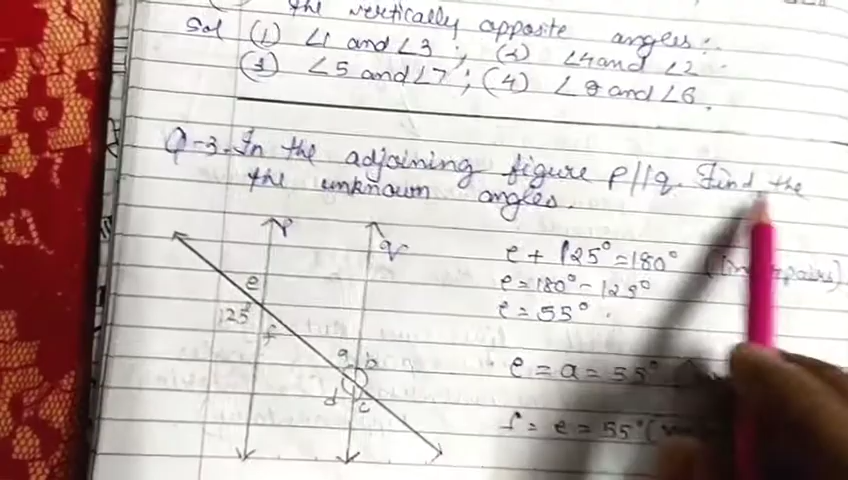 the vertically opposite angles:
Sol (1) ∠1 and ∠3 ; (2) ∠4 and ∠2
(3) ∠5 and ∠7 ; (4) ∠8 and ∠6.
Q-3. In the adjoining figure p||q. Find the
the unknown angles.
p
q
e
125°
f
a b
d c
e + 125° = 180° (linear pairs)
e = 180° - 125°
e = 55°.
e = a = 55°
f = e = 55° (